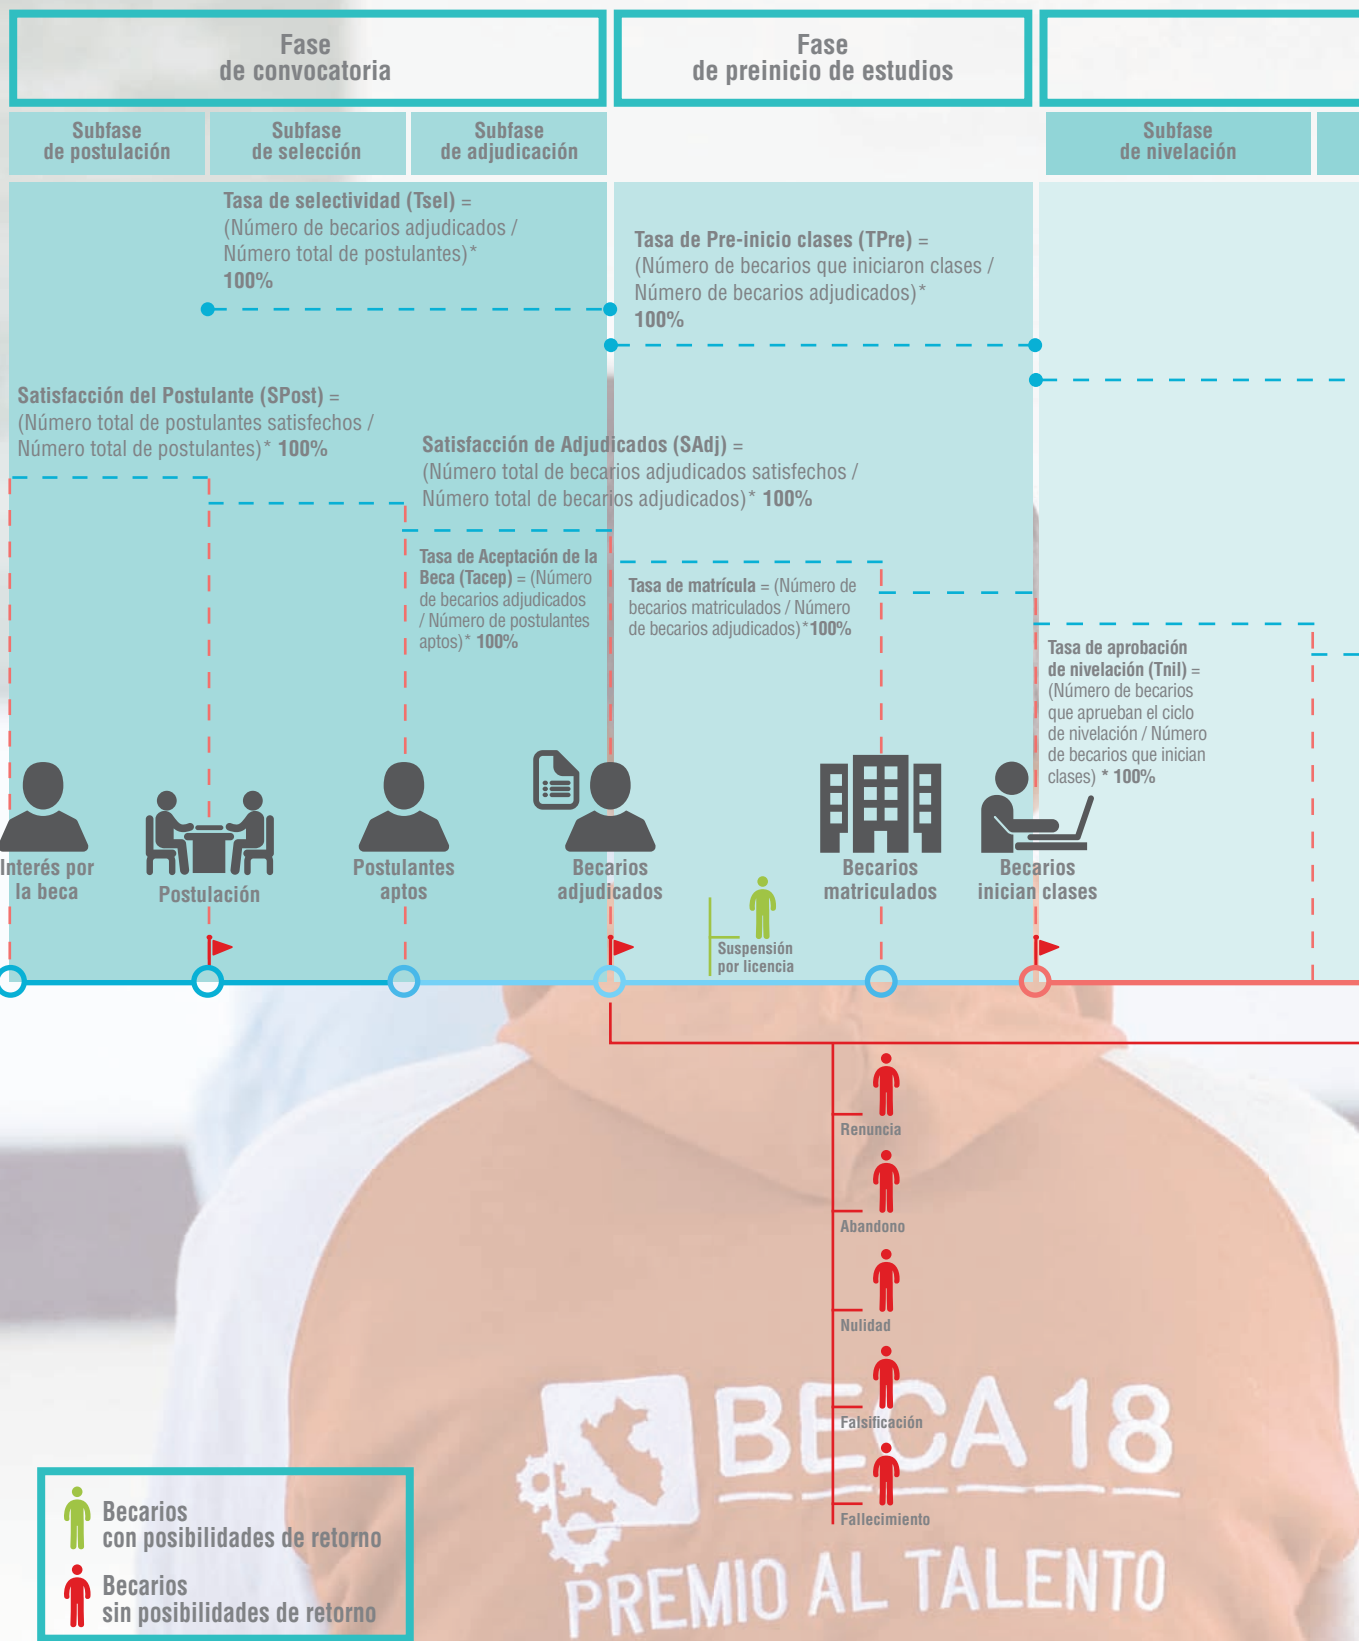 Fase
de convocatoria
Fase
de preinicio de estudios
Subfase
de postulación
Subfase
de selección
Subfase
de adjudicación
Subfase
de nivelación
Tasa de selectividad (Tsel) =
(Número de becarios adjudicados /
Número total de postulantes)*
100%
Tasa de Pre-inicio clases (TPre) =
(Número de becarios que iniciaron clases /
Número de becarios adjudicados)*
100%
Satisfacción del Postulante (SPost) =
(Número total de postulantes satisfechos /
Número total de postulantes)* 100%
Satisfacción de Adjudicados (SAdj) =
(Número total de becarios adjudicados satisfechos /
Número total de becarios adjudicados)* 100%
Tasa de Aceptación de la
Beca (Tacep) = (Número
de becarios adjudicados
/ Número de postulantes
aptos)* 100%
Tasa de matrícula = (Número de
becarios matriculados / Número
de becarios adjudicados)*100%
Tasa de aprobación
de nivelación (Tnil) =
(Número de becarios
que aprueban el ciclo
de nivelación / Número
de becarios que inician
clases) * 100%
Interés por
la beca
Postulación
Postulantes
aptos
Becarios
adjudicados
Becarios
matriculados
Becarios
inician clases
Suspensión
por licencia
Renuncia
Abandono
Nulidad
Falsificación
Fallecimiento
BECA 18
PREMIO AL TALENTO
Becarios
con posibilidades de retorno
Becarios
sin posibilidades de retorno